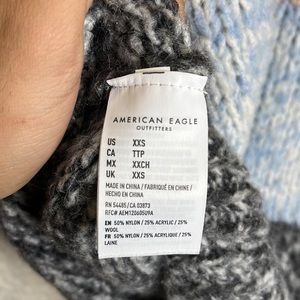 AMERICAN EAGLE
OUTFITTERS
US XXS
CA TTP
MX XXCH
UK XXS
MADE IN CHINA / FABRIQUÉ EN CHINE /
HECHO EN CHINA
RN 54485/CA 03873
RFC# AEM12060SU9A
EN 50% NYLON / 25% ACRYLIC / 25%
WOOL
FR 50% NYLON / 25% ACRYLIQUE / 25%
LAINE